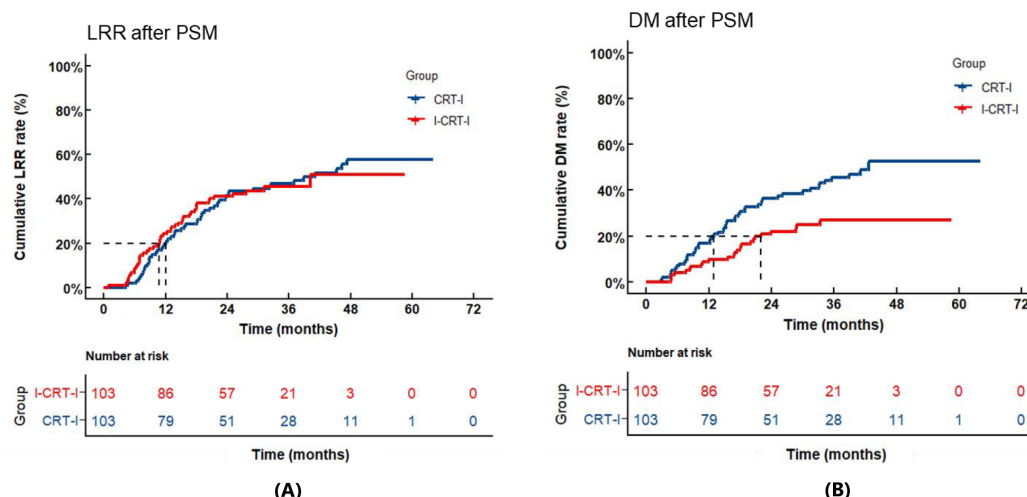 LRR after PSM
100%
80%
60%
40%
20%
0%
Cumulative LRR rate (%)
Group
CRT-I
I-CRT-I
0 12 24 36 48 60 72
Time (months)
Number at risk
Group
I-CRT-I 103 86 57 21 3 0 0
CRT-I 103 79 51 28 11 1 0
Time (months)
(A)
DM after PSM
100%
80%
60%
40%
20%
0%
Cumulative DM rate (%)
Group
CRT-I
I-CRT-I
0 12 24 36 48 60 72
Time (months)
Number at risk
Group
I-CRT-I 103 86 57 21 3 0 0
CRT-I 103 79 51 28 11 1 0
Time (months)
(B)